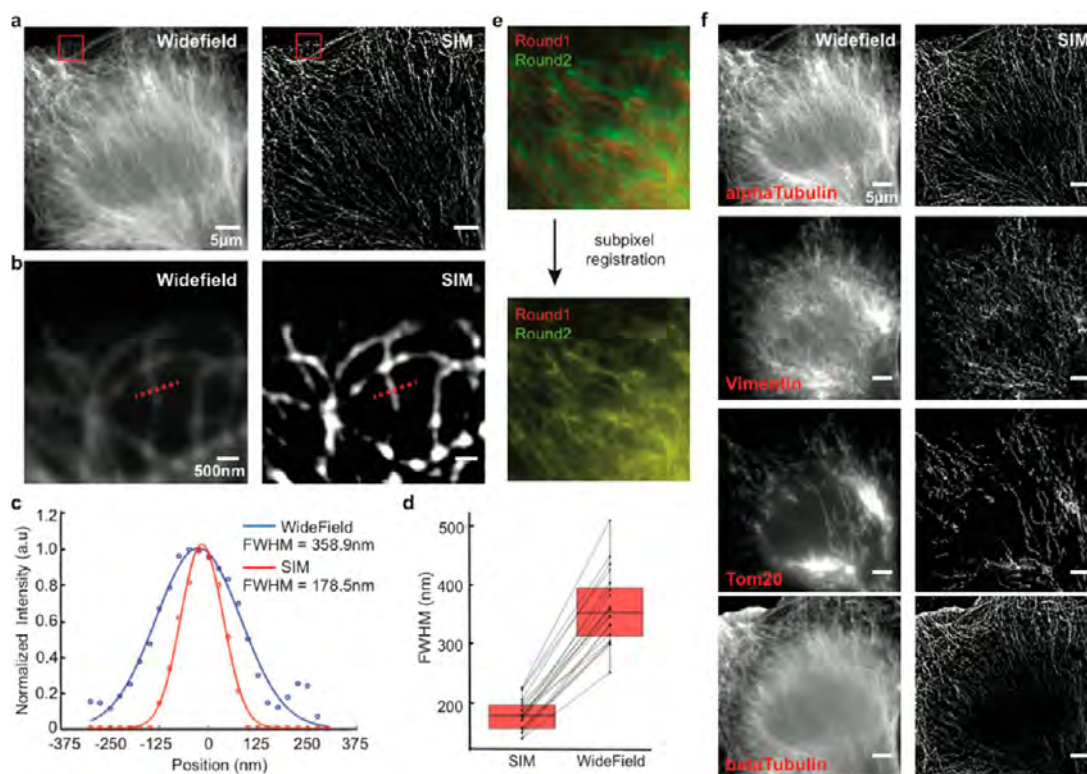 a
Widefield
SIM
5μm
b
Widefield
SIM
500nm
c
Normalized Intensity (a.u)
1.2
1.0
0.8
0.6
0.4
0.2
0
-375 -250 -125 0 125 250 375
Position (nm)
WideField
FWHM = 358.9nm
SIM
FWHM = 178.5nm
d
FWHM (nm)
500
400
300
200
SIM WideField
e
Round1
Round2
subpixel
registration
Round1
Round2
f
Widefield
SIM
alphaTubulin
5μm
Vimentin
Tom20
betaTubulin